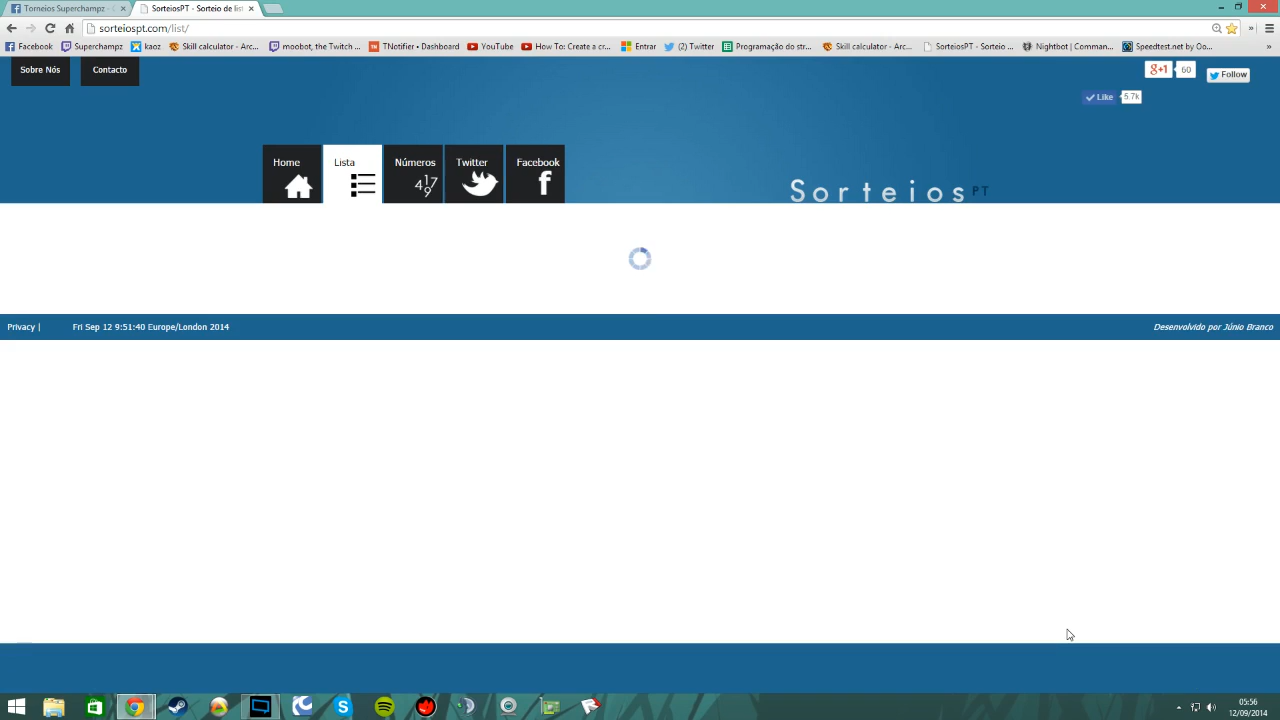 Torneios Superchampz - C
SorteiosPT - Sorteio de lis
sorteiospt.com/list/
Facebook Superchampz kaoz Skill calculator - Arc... moobot, the Twitch ... TNotifier • Dashboard YouTube How To: Create a cr... Entrar (2) Twitter Programação do str... Skill calculator - Arc... SorteiosPT - Sorteio ... Nightbot | Comman... Speedtest.net by Oo... »
Sobre Nós Contacto
g+1 60 Follow
Like 5.7k
Home Lista Números Twitter Facebook
Sorteios PT
Privacy | Fri Sep 12 9:51:40 Europe/London 2014 Desenvolvido por Júnio Branco
05:56
12/09/2014